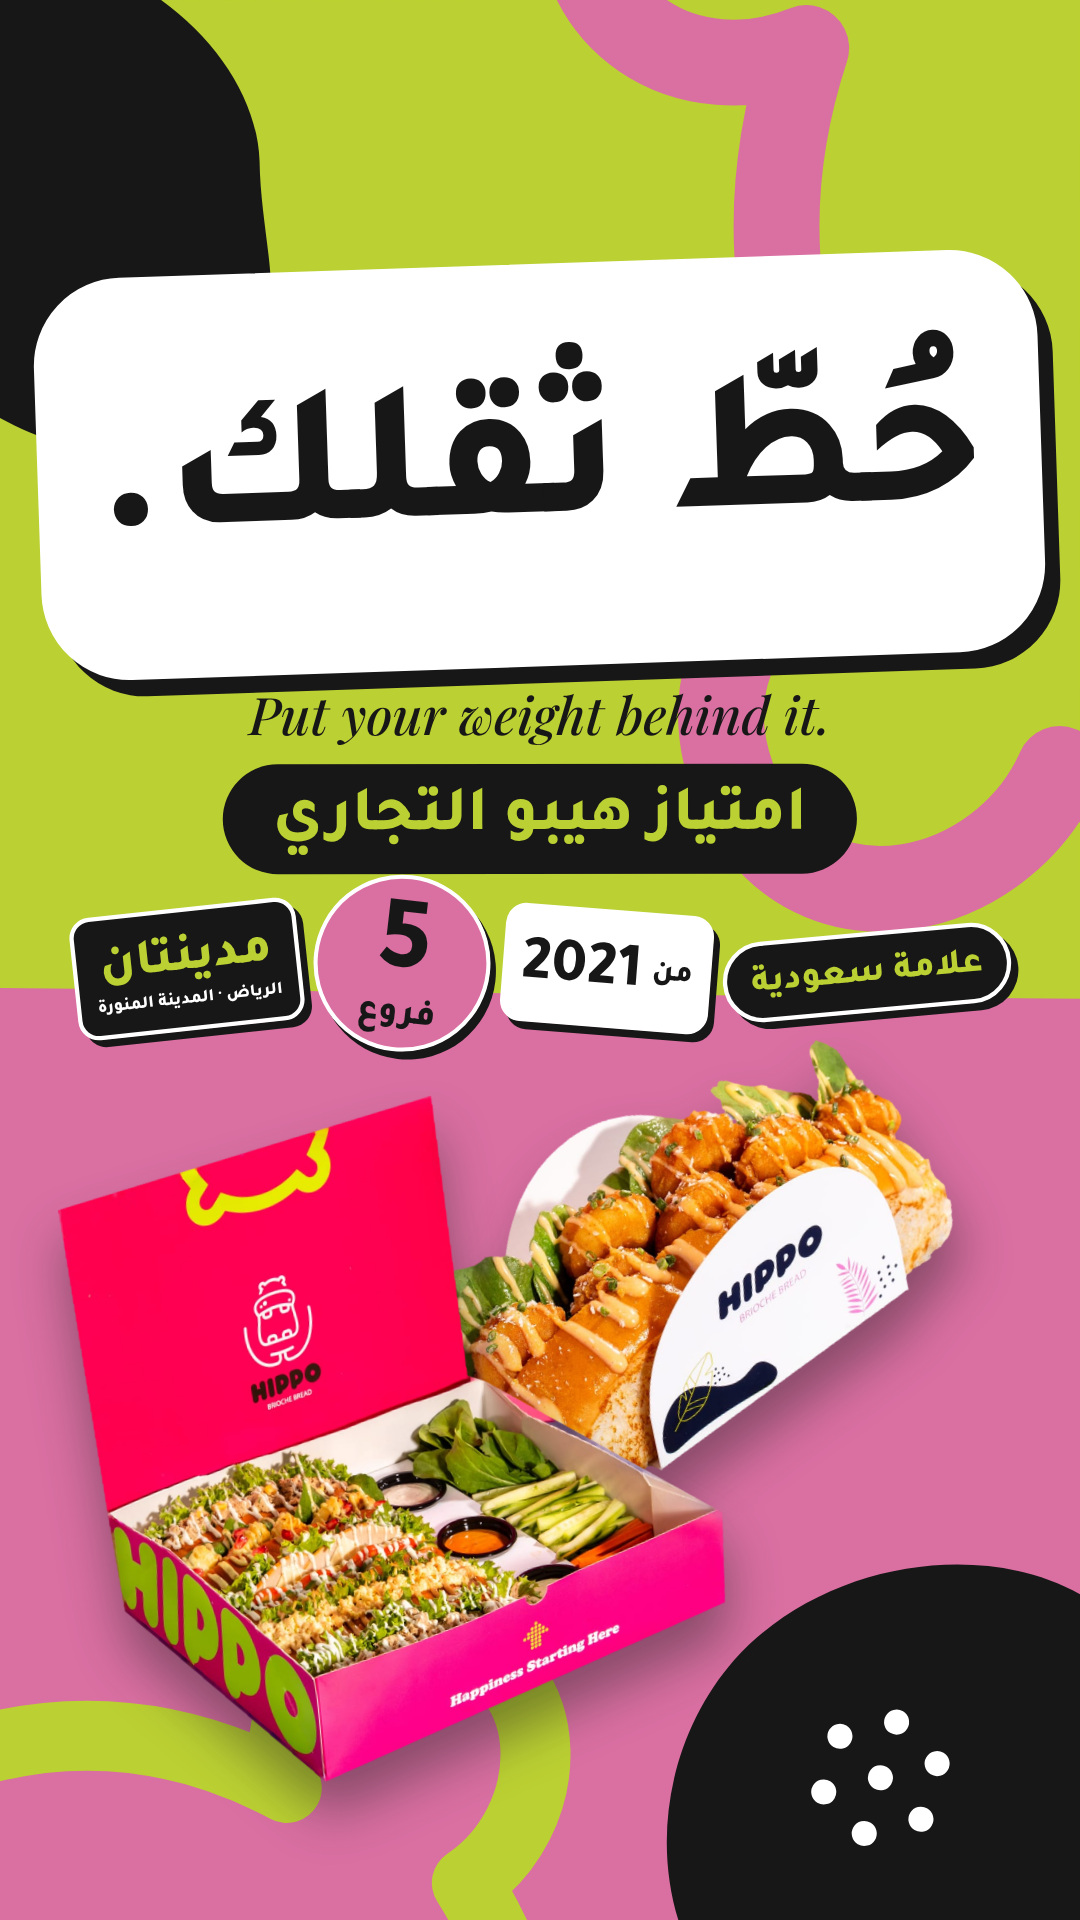 حُطّ ثقلك.
Put your weight behind it.
امتياز هيبو التجاري
علامة سعودية
من 2021
5
فروع
مدينتان
الرياض · المدينة المنورة
HIPPO
BRIOCHE BREAD
HIPPO
BRIOCHE BREAD
HIPPO
Happiness Starting Here